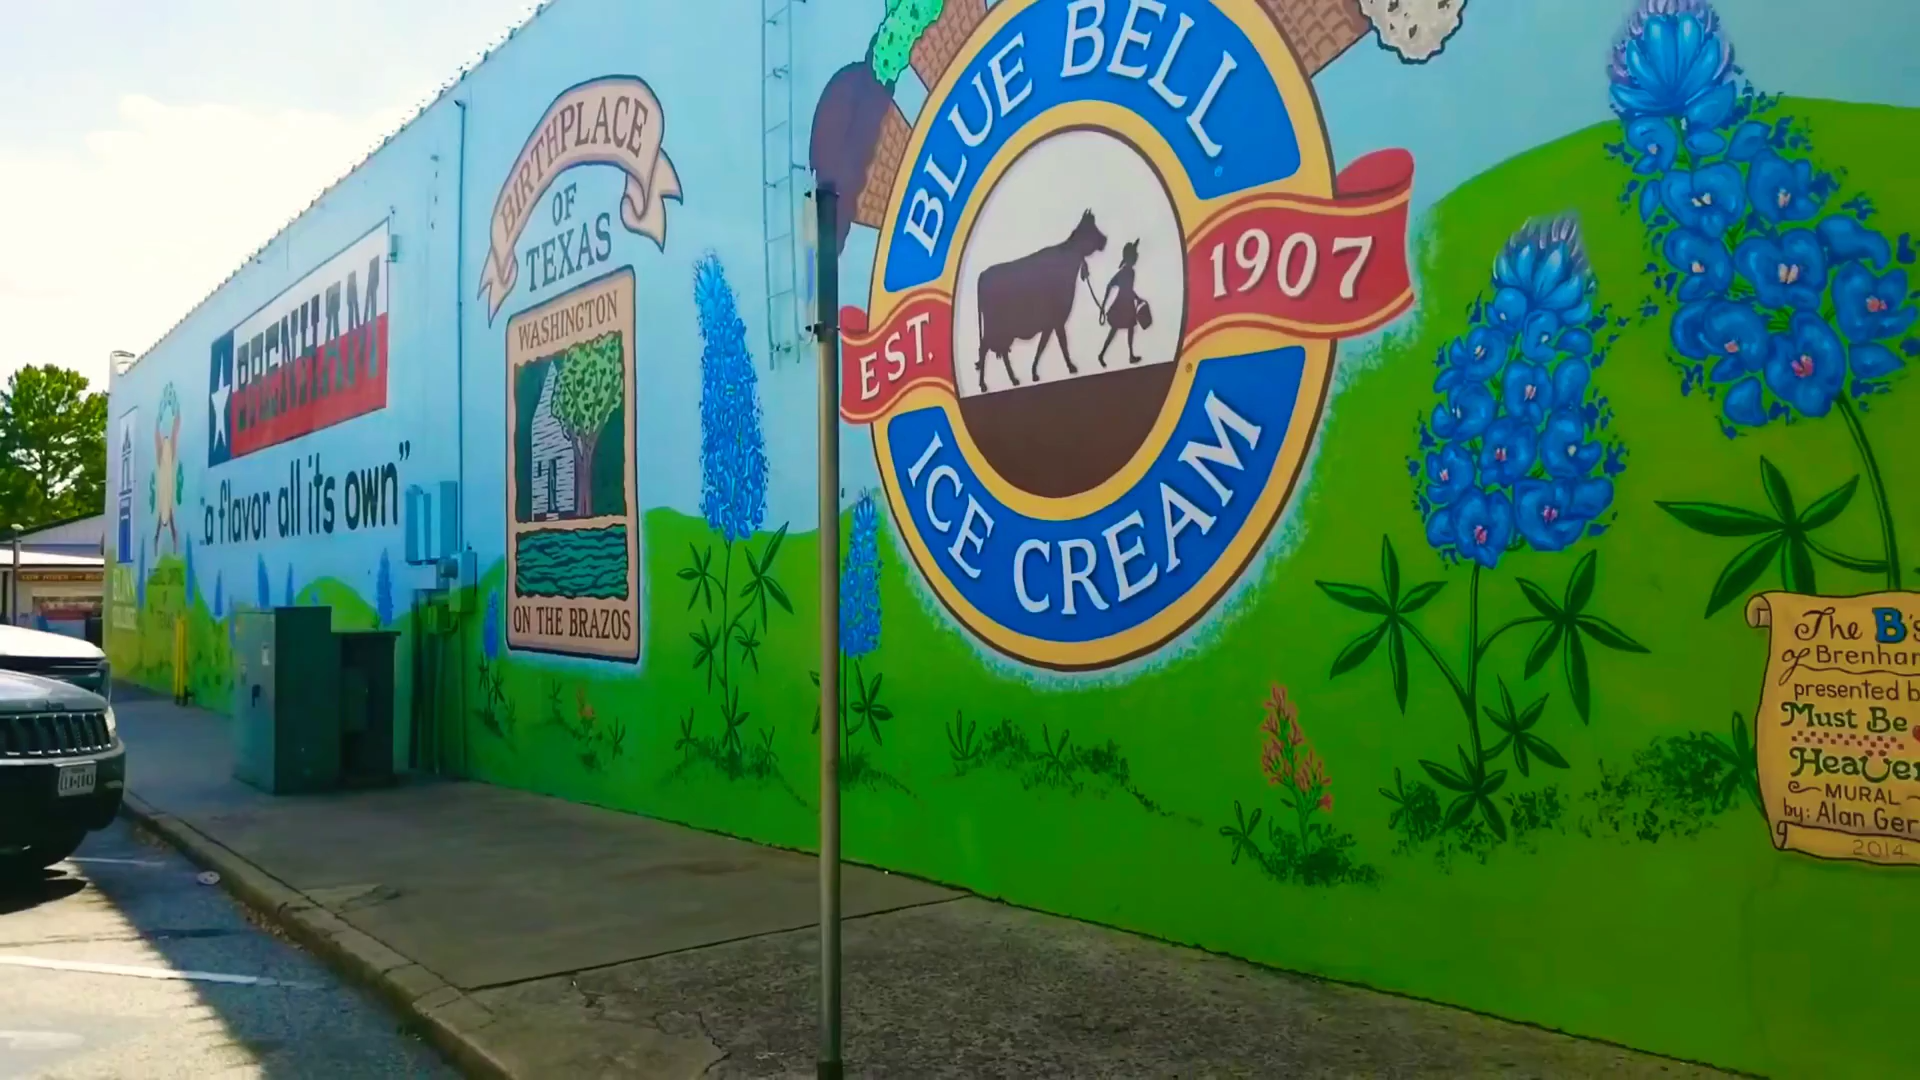 BRENHAM
"a flavor all its own"
BIRTHPLACE
OF
TEXAS
WASHINGTON
ON THE BRAZOS
BLUE BELL
EST. 1907
ICE CREAM
The B's
of Brenham
presented b
Must Be
Heaven
MURAL
by: Alan Ger
2014